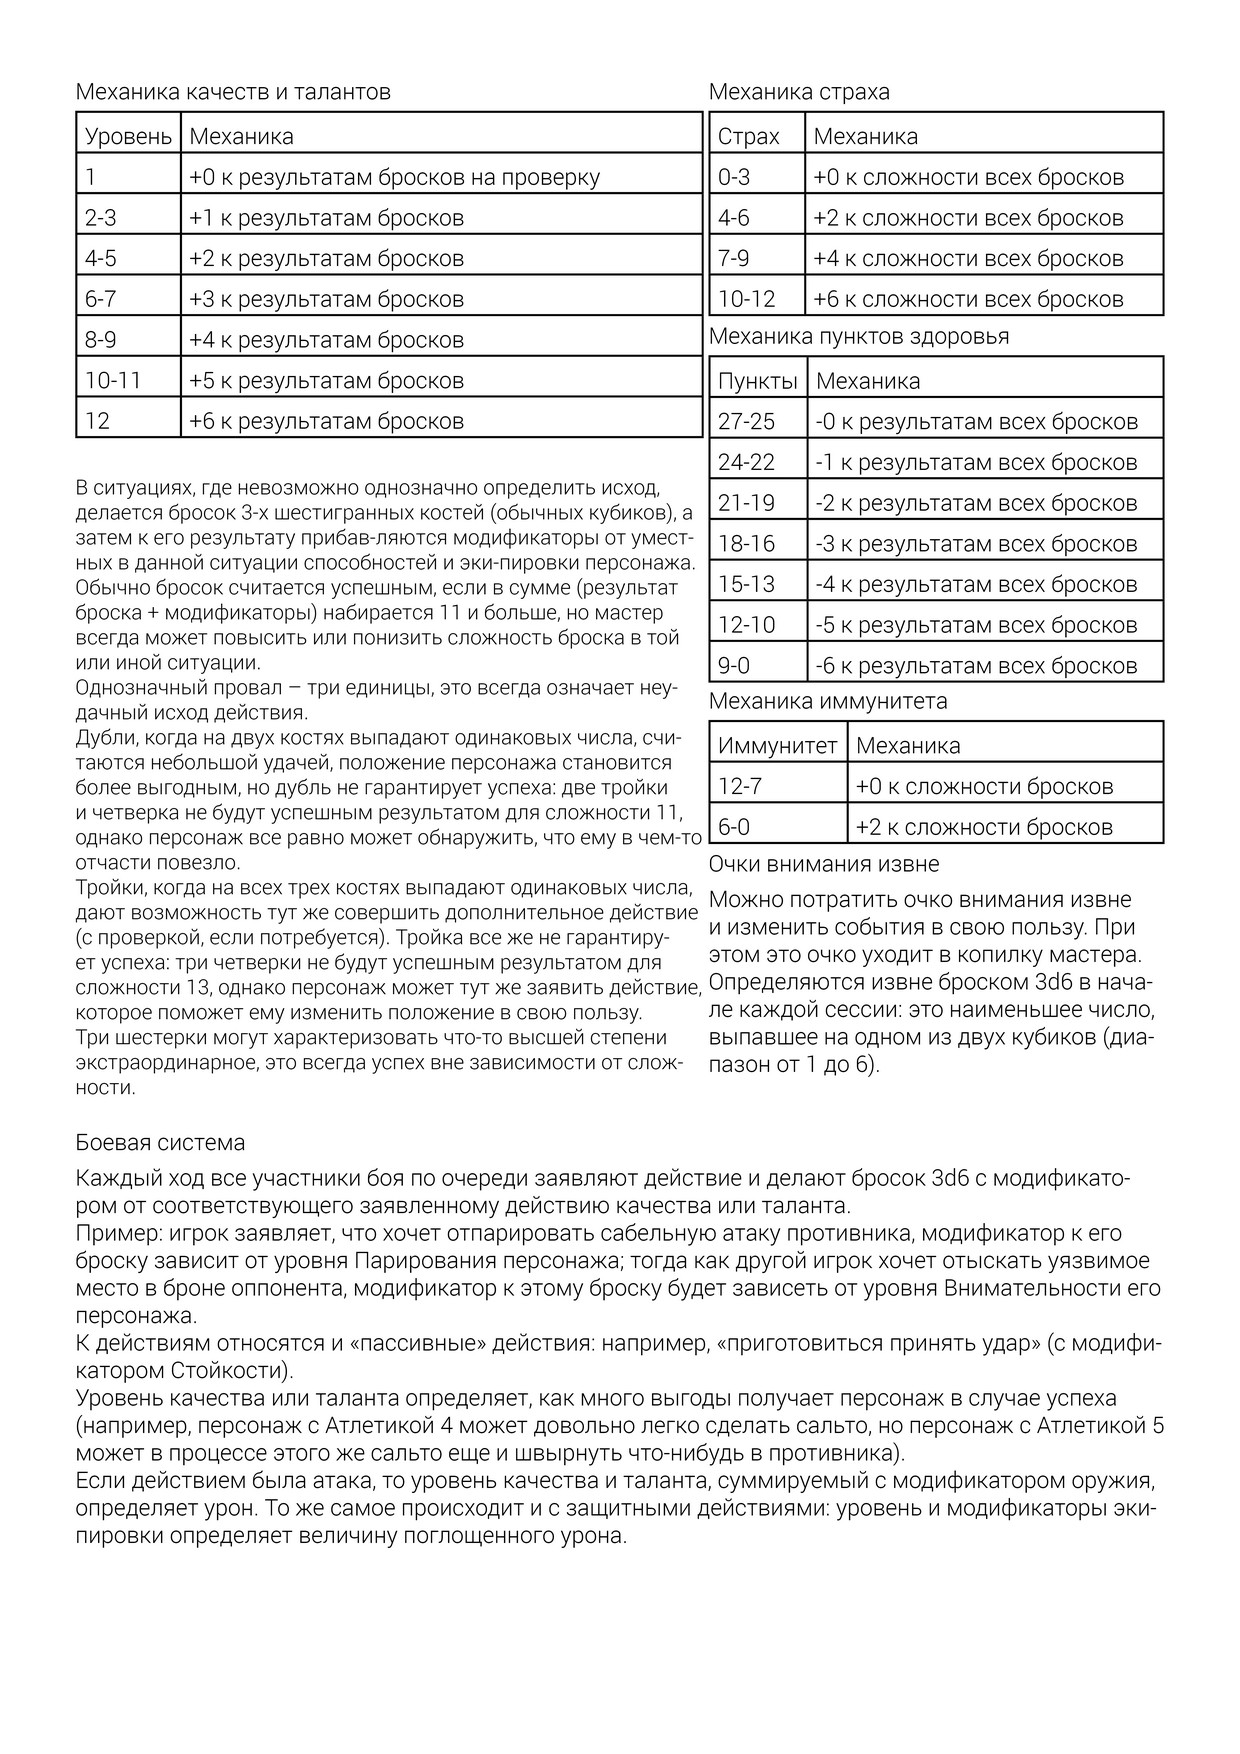 Механика качеств и талантов
Уровень Механика
1 +0 к результатам бросков на проверку
2-3 +1 к результатам бросков
4-5 +2 к результатам бросков
6-7 +3 к результатам бросков
8-9 +4 к результатам бросков
10-11 +5 к результатам бросков
12 +6 к результатам бросков
В ситуациях, где невозможно однозначно определить исход,
делается бросок 3-х шестигранных костей (обычных кубиков), а
затем к его результату прибав-ляются модификаторы от умест-
ных в данной ситуации способностей и эки-пировки персонажа.
Обычно бросок считается успешным, если в сумме (результат
броска + модификаторы) набирается 11 и больше, но мастер
всегда может повысить или понизить сложность броска в той
или иной ситуации.
Однозначный провал – три единицы, это всегда означает неу-
дачный исход действия.
Дубли, когда на двух костях выпадают одинаковых числа, счи-
таются небольшой удачей, положение персонажа становится
более выгодным, но дубль не гарантирует успеха: две тройки
и четверка не будут успешным результатом для сложности 11,
однако персонаж все равно может обнаружить, что ему в чем-то
отчасти повезло.
Тройки, когда на всех трех костях выпадают одинаковых числа,
дают возможность тут же совершить дополнительное действие
(с проверкой, если потребуется). Тройка все же не гарантиру-
ет успеха: три четверки не будут успешным результатом для
сложности 13, однако персонаж может тут же заявить действие,
которое поможет ему изменить положение в свою пользу.
Три шестерки могут характеризовать что-то высшей степени
экстраординарное, это всегда успех вне зависимости от слож-
ности.
Механика страха
Страх Механика
0-3 +0 к сложности всех бросков
4-6 +2 к сложности всех бросков
7-9 +4 к сложности всех бросков
10-12 +6 к сложности всех бросков
Механика пунктов здоровья
Пункты Механика
27-25 -0 к результатам всех бросков
24-22 -1 к результатам всех бросков
21-19 -2 к результатам всех бросков
18-16 -3 к результатам всех бросков
15-13 -4 к результатам всех бросков
12-10 -5 к результатам всех бросков
9-0 -6 к результатам всех бросков
Механика иммунитета
Иммунитет Механика
12-7 +0 к сложности бросков
6-0 +2 к сложности бросков
Очки внимания извне
Можно потратить очко внимания извне
и изменить события в свою пользу. При
этом это очко уходит в копилку мастера.
Определяются извне броском 3d6 в нача-
ле каждой сессии: это наименьшее число,
выпавшее на одном из двух кубиков (диа-
пазон от 1 до 6).
Боевая система
Каждый ход все участники боя по очереди заявляют действие и делают бросок 3d6 с модификато-
ром от соответствующего заявленному действию качества или таланта.
Пример: игрок заявляет, что хочет отпарировать сабельную атаку противника, модификатор к его
броску зависит от уровня Парирования персонажа; тогда как другой игрок хочет отыскать уязвимое
место в броне оппонента, модификатор к этому броску будет зависеть от уровня Внимательности его
персонажа.
К действиям относятся и «пассивные» действия: например, «приготовиться принять удар» (с модифи-
катором Стойкости).
Уровень качества или таланта определяет, как много выгоды получает персонаж в случае успеха
(например, персонаж с Атлетикой 4 может довольно легко сделать сальто, но персонаж с Атлетикой 5
может в процессе этого же сальто еще и швырнуть что-нибудь в противника).
Если действием была атака, то уровень качества и таланта, суммируемый с модификатором оружия,
определяет урон. То же самое происходит и с защитными действиями: уровень и модификаторы эки-
пировки определяет величину поглощенного урона.